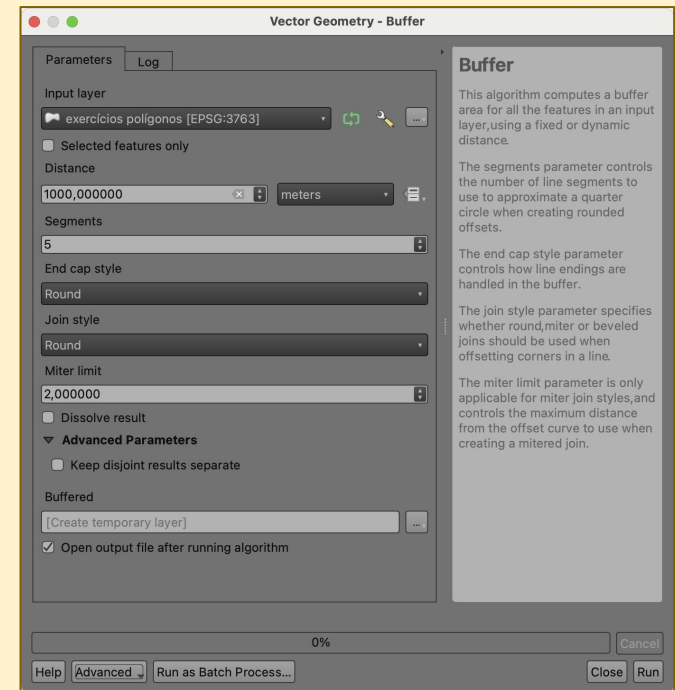 Vector Geometry - Buffer
Parameters
Log
Input layer
exercícios polígonos [EPSG:3763]
...
Selected features only
Distance
1000,000000
meters
Segments
5
End cap style
Round
Join style
Round
Miter limit
2,000000
Dissolve result
Advanced Parameters
Keep disjoint results separate
Buffered
[Create temporary layer]
...
Open output file after running algorithm
Buffer
This algorithm computes a buffer
area for all the features in an input
layer,using a fixed or dynamic
distance.
The segments parameter controls
the number of line segments to
use to approximate a quarter
circle when creating rounded
offsets.
The end cap style parameter
controls how line endings are
handled in the buffer.
The join style parameter specifies
whether round,miter or beveled
joins should be used when
offsetting corners in a line.
The miter limit parameter is only
applicable for miter join styles,and
controls the maximum distance
from the offset curve to use when
creating a mitered join.
0%
Cancel
Help
Advanced
Run as Batch Process...
Close
Run